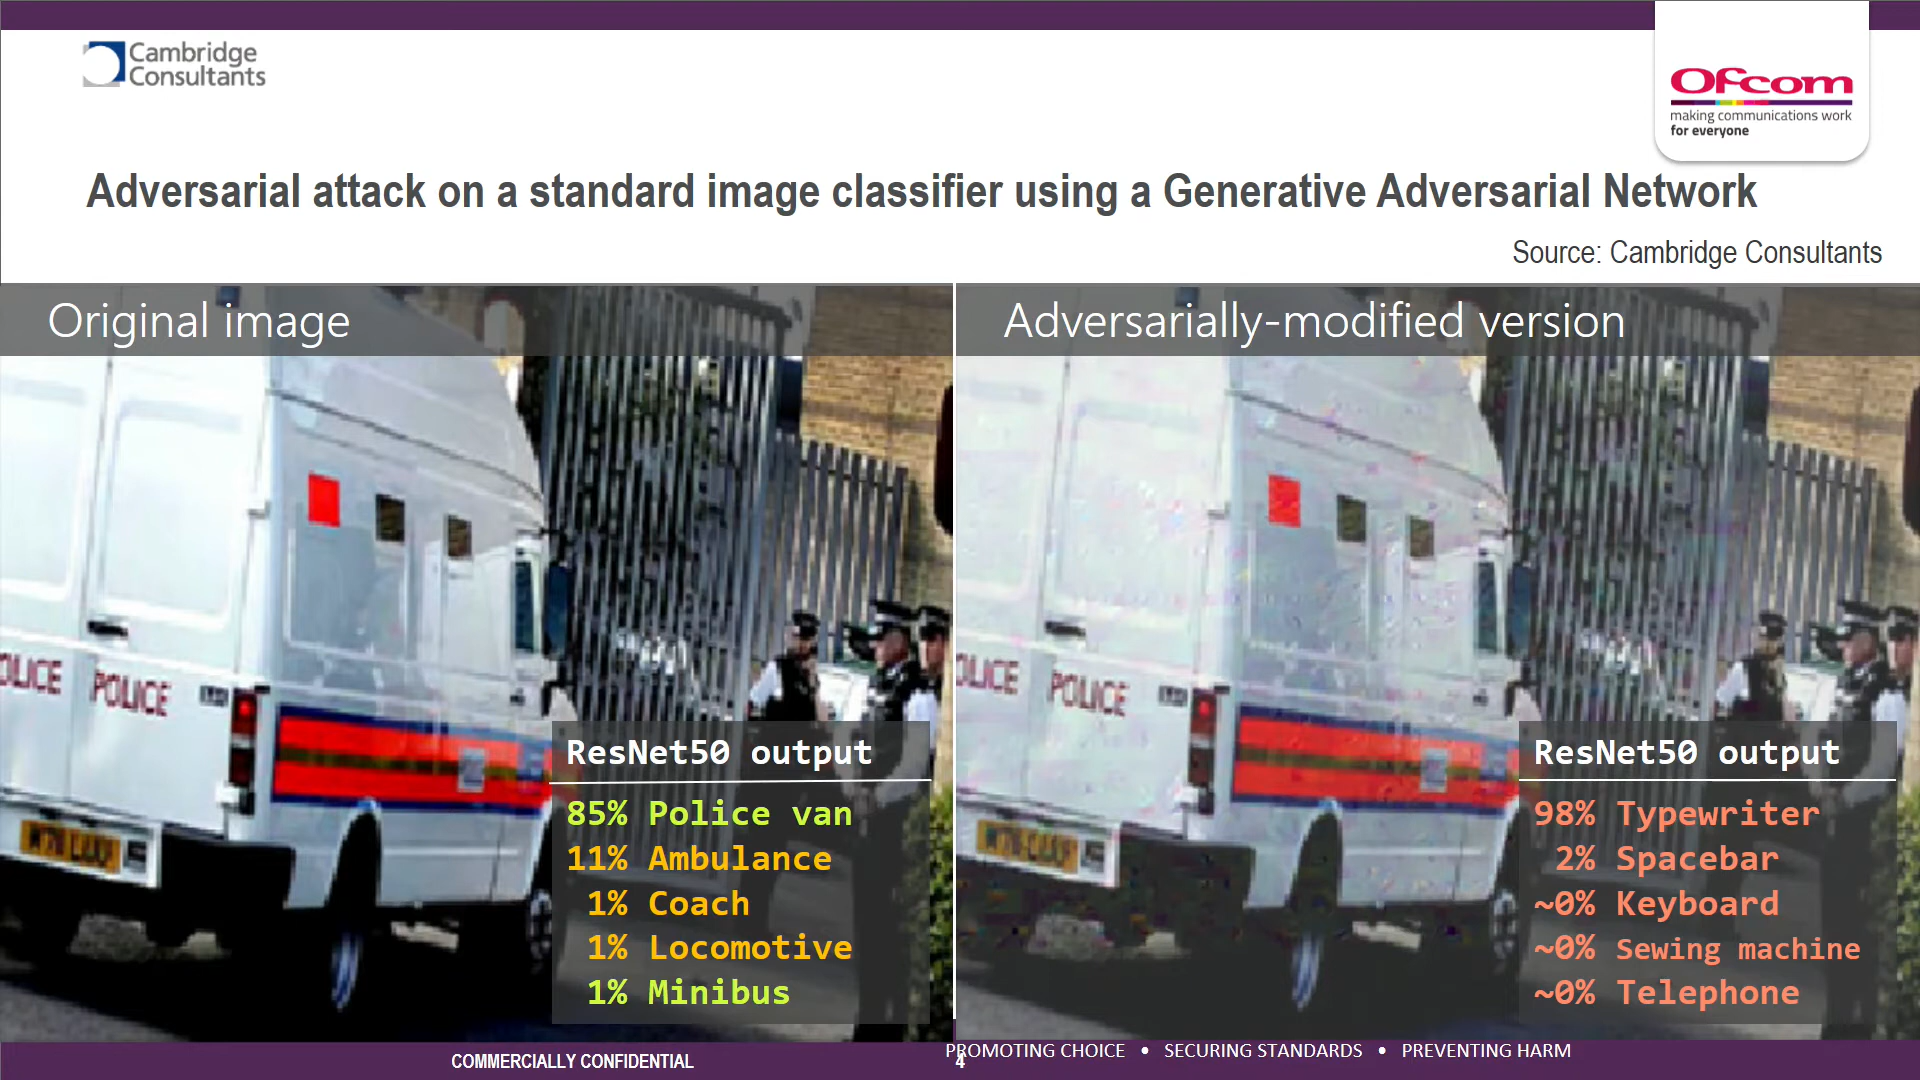 Cambridge
Consultants
Ofcom
making communications work
for everyone
Adversarial attack on a standard image classifier using a Generative Adversarial Network
Source: Cambridge Consultants
Original image
OLICE POLICE
ResNet50 output
85% Police van
11% Ambulance
1% Coach
1% Locomotive
1% Minibus
Adversarially-modified version
OLICE POLICE
ResNet50 output
98% Typewriter
2% Spacebar
~0% Keyboard
~0% Sewing machine
~0% Telephone
COMMERCIALLY CONFIDENTIAL
4
PROMOTING CHOICE • SECURING STANDARDS • PREVENTING HARM